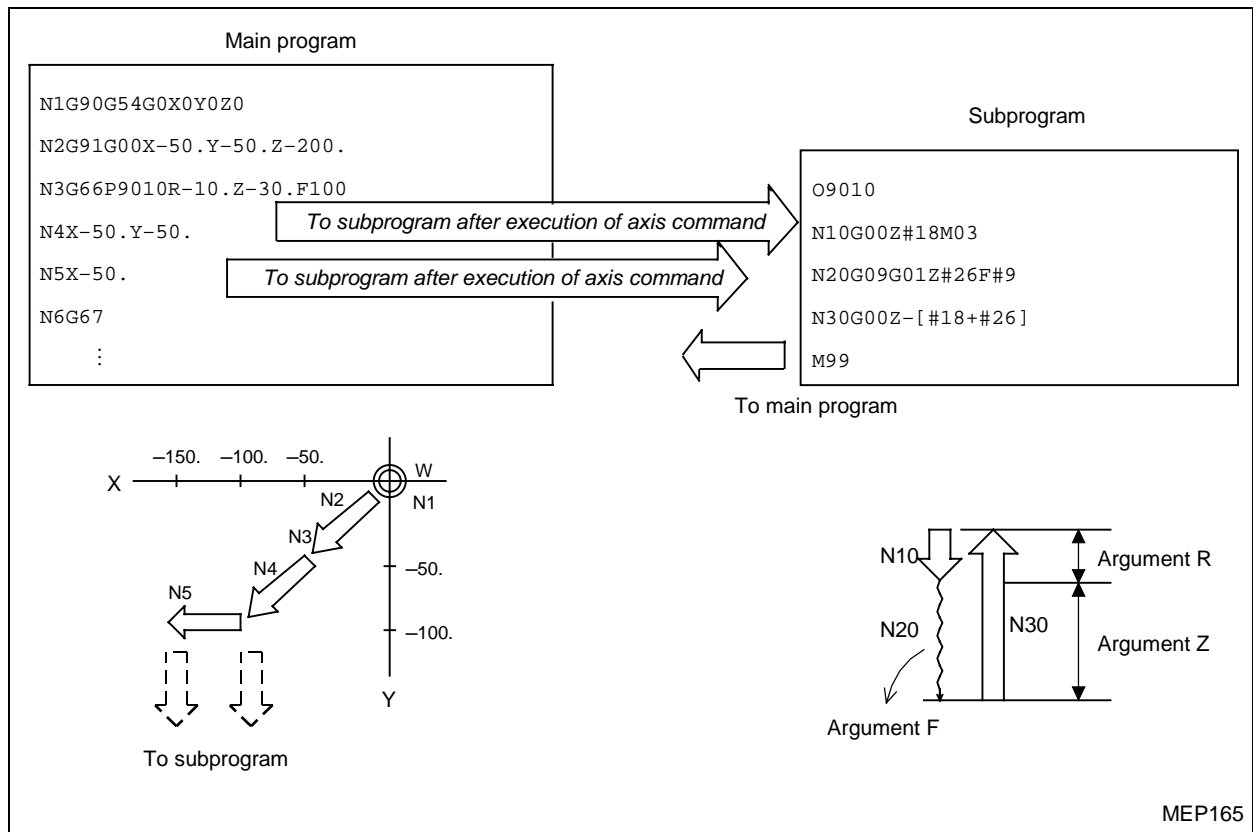 Main program
N1G90G54G0X0Y0Z0
N2G91G00X−50.Y−50.Z−200.
N3G66P9010R−10.Z−30.F100
N4X−50.Y−50.
N5X−50.
N6G67
⋮
To subprogram after execution of axis command
To subprogram after execution of axis command
Subprogram
O9010
N10G00Z#18M03
N20G09G01Z#26F#9
N30G00Z−[#18+#26]
M99
To main program
–150. –100. –50.
X
W
N1
N2
N3
N4
N5
–50.
–100.
Y
To subprogram
N10
Argument R
N20
N30
Argument Z
Argument F
MEP165